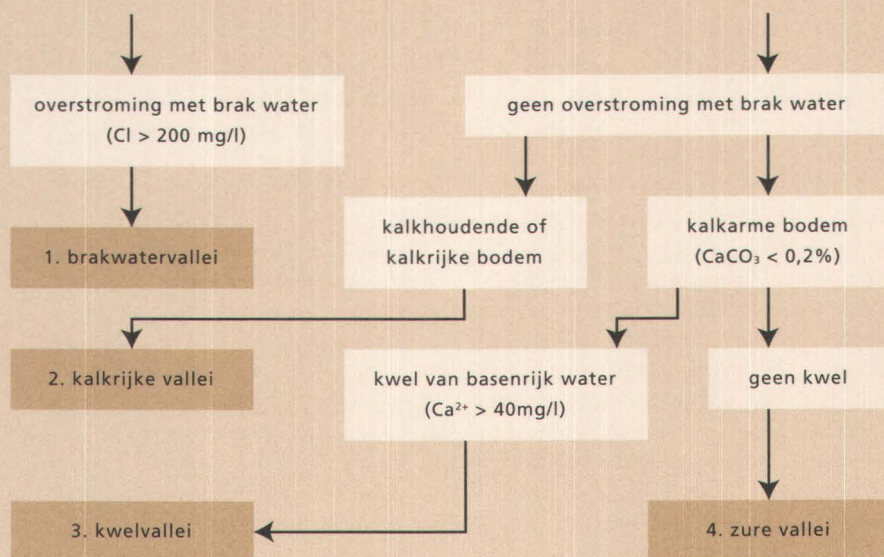 overstroming met brak water
(Cl > 200 mg/l)
geen overstroming met brak water
1. brakwatervallei
kalkhoudende of
kalkrijke bodem
kalkarme bodem
(CaCO₃ < 0,2%)
2. kalkrijke vallei
kwel van basenrijk water
(Ca²⁺ > 40mg/l)
geen kwel
3. kwelvallei
4. zure vallei